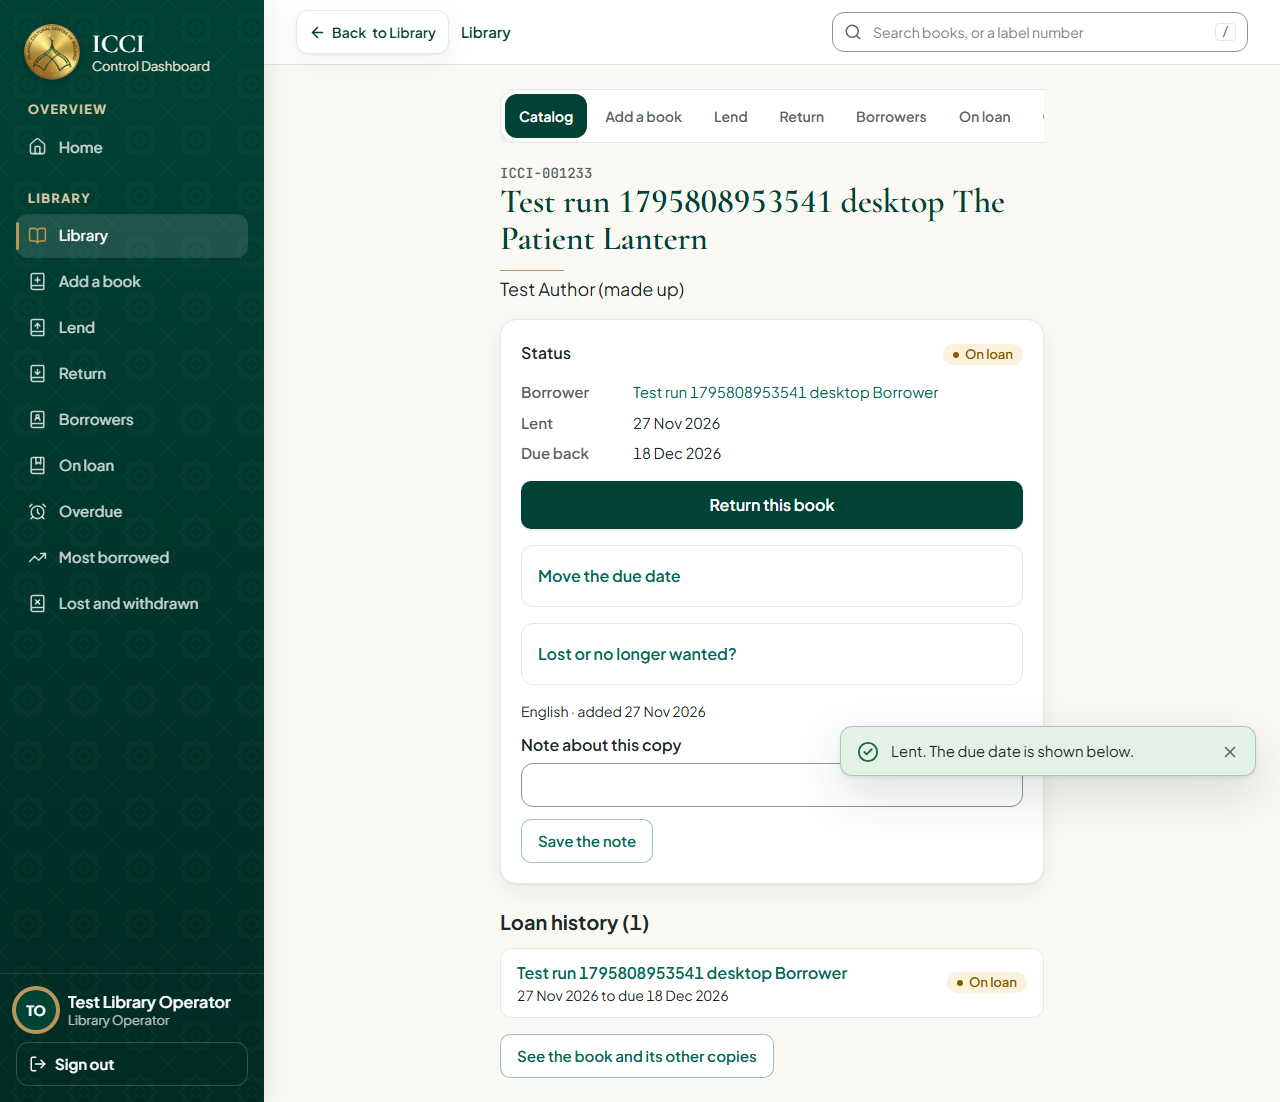 ICCI
Control Dashboard
OVERVIEW
Home
LIBRARY
Library
Add a book
Lend
Return
Borrowers
On loan
Overdue
Most borrowed
Lost and withdrawn
TO
Test Library Operator
Library Operator
Sign out
Back to Library
Library
Search books, or a label number
/
Catalog
Add a book
Lend
Return
Borrowers
On loan
ICCI-001233
Test run 1795808953541 desktop The
Patient Lantern
Test Author (made up)
Status
On loan
Borrower
Test run 1795808953541 desktop Borrower
Lent
27 Nov 2026
Due back
18 Dec 2026
Return this book
Move the due date
Lost or no longer wanted?
English · added 27 Nov 2026
Note about this copy
Lent. The due date is shown below.
Save the note
Loan history (1)
Test run 1795808953541 desktop Borrower
27 Nov 2026 to due 18 Dec 2026
On loan
See the book and its other copies